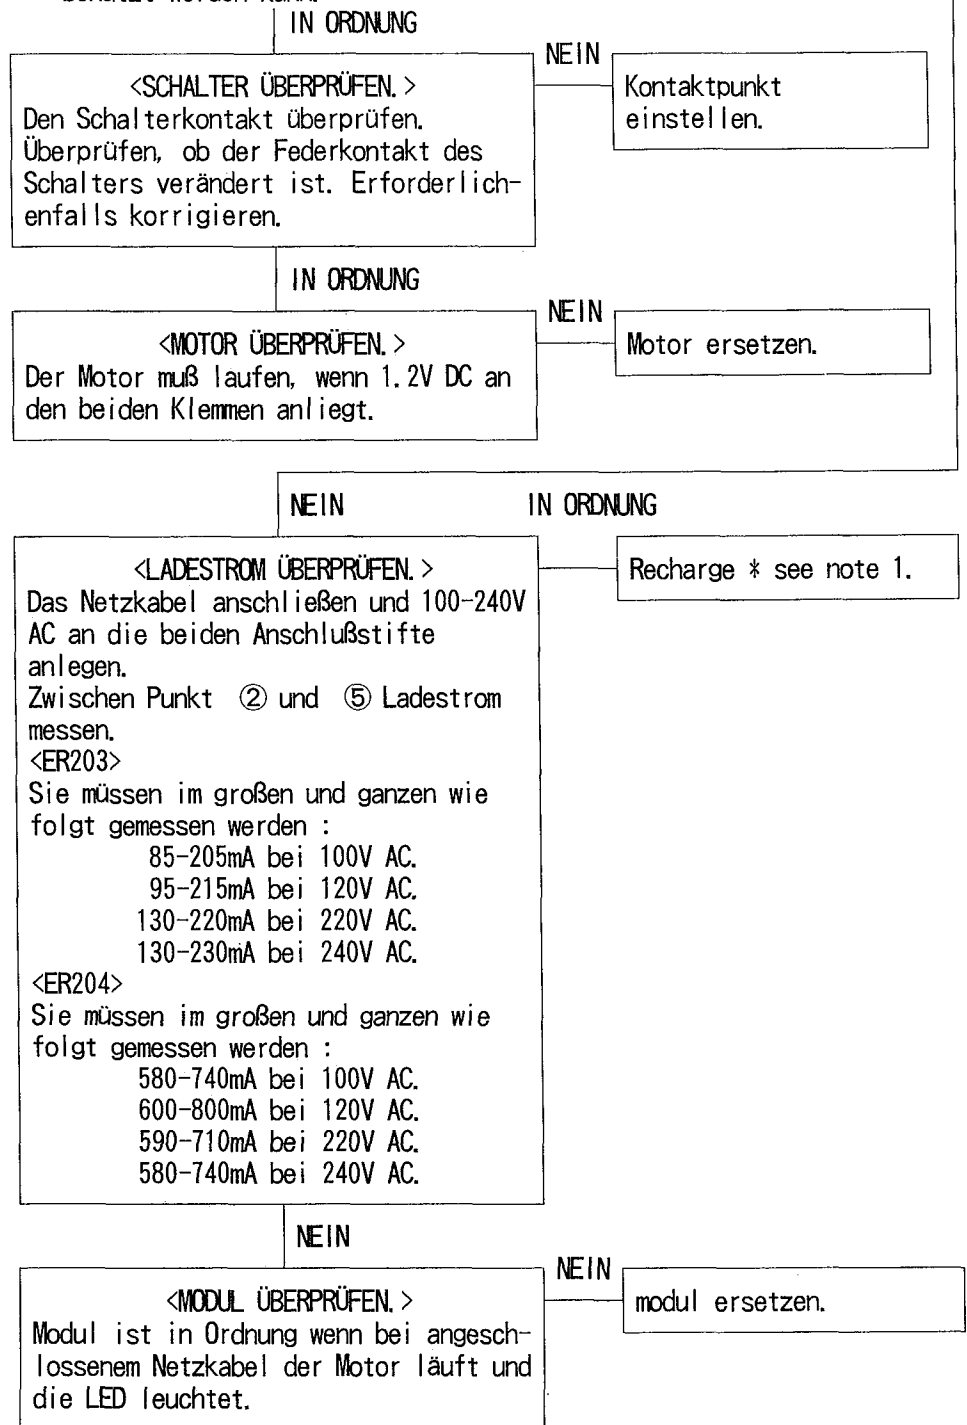 IN ORDNUNG
NEIN
<SCHALTER ÜBERPRÜFEN.>
Den Schalterkontakt überprüfen.
Überprüfen, ob der Federkontakt des
Schalters verändert ist. Erforderlich-
enfalls korrigieren.
Kontaktpunkt
einstellen.
IN ORDNUNG
NEIN
<MOTOR ÜBERPRÜFEN.>
Der Motor muß laufen, wenn 1.2V DC an
den beiden Klemmen anliegt.
Motor ersetzen.
NEIN
IN ORDNUNG
<LADESTROM ÜBERPRÜFEN.>
Das Netzkabel anschließen und 100-240V
AC an die beiden Anschlußstifte
anlegen.
Zwischen Punkt ② und ⑤ Ladestrom
messen.
<ER203>
Sie müssen im großen und ganzen wie
folgt gemessen werden :
85-205mA bei 100V AC.
95-215mA bei 120V AC.
130-220mA bei 220V AC.
130-230mA bei 240V AC.
<ER204>
Sie müssen im großen und ganzen wie
folgt gemessen werden :
580-740mA bei 100V AC.
600-800mA bei 120V AC.
590-710mA bei 220V AC.
580-740mA bei 240V AC.
Recharge * see note 1.
NEIN
NEIN
<MODUL ÜBERPRÜFEN.>
Modul ist in Ordnung wenn bei angesch-
lossenem Netzkabel der Motor läuft und
die LED leuchtet.
modul ersetzen.